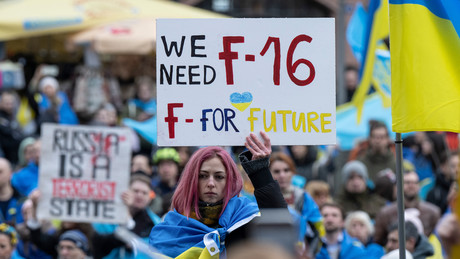 WE
NEED F-16
F- FOR FUTURE
RUSSIA
IS A
TERRORIST
STATE